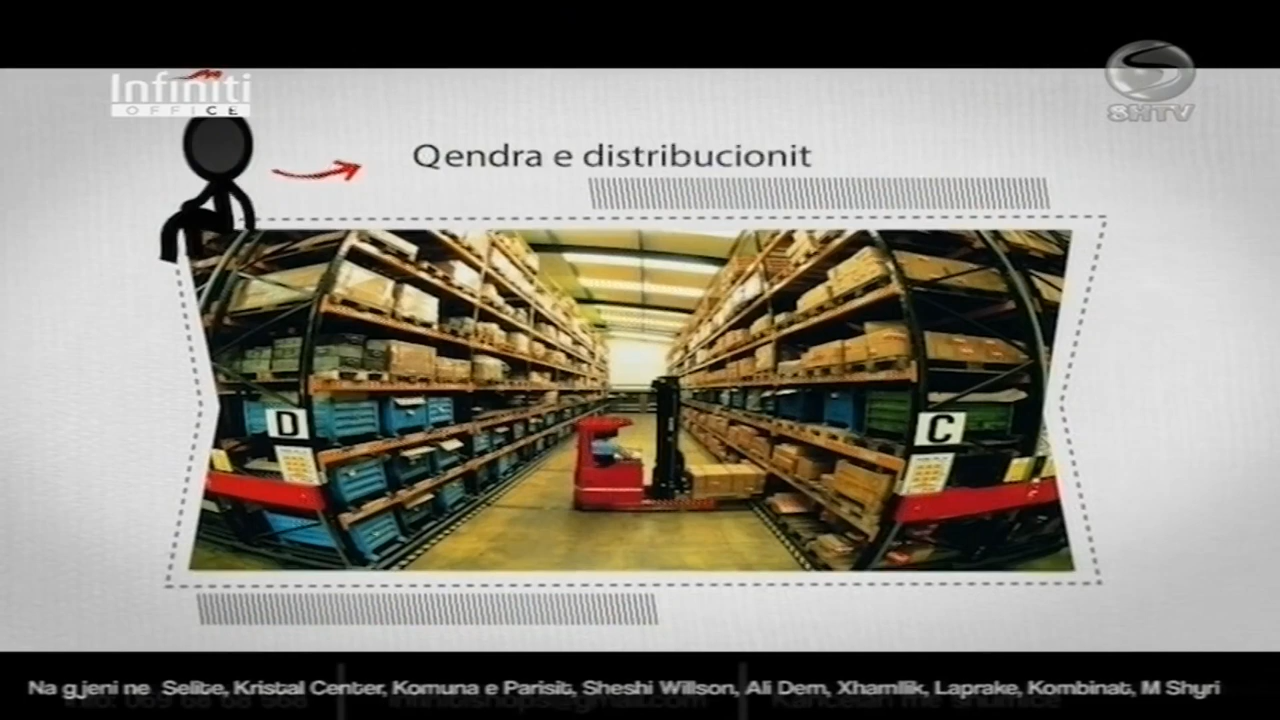 Infiniti
OFFICE
SHTV
Qendra e distribucionit
D
C
Na gjeni ne Selite, Kristal Center, Komuna e Parisit, Sheshi Willson, Ali Dem, Xhamllik, Laprake, Kombinat, M Shyri